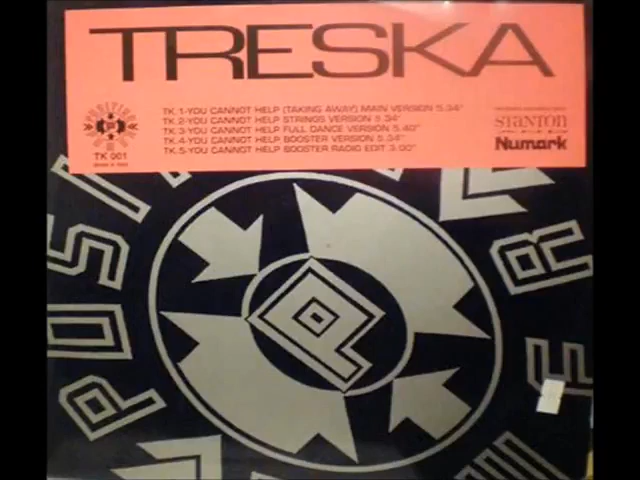 TRESKA
TK.1-YOU CANNOT HELP (TAKING AWAY) MAIN VERSION 5.34"
TK.2-YOU CANNOT HELP STRINGS VERSION 5.34"
TK.3-YOU CANNOT HELP FULL DANCE VERSION 5.40"
TK.4-YOU CANNOT HELP BOOSTER VERSION 5.34"
TK.5-YOU CANNOT HELP BOOSTER RADIO EDIT 3.00"
TK 001
STANTON
Numark
P